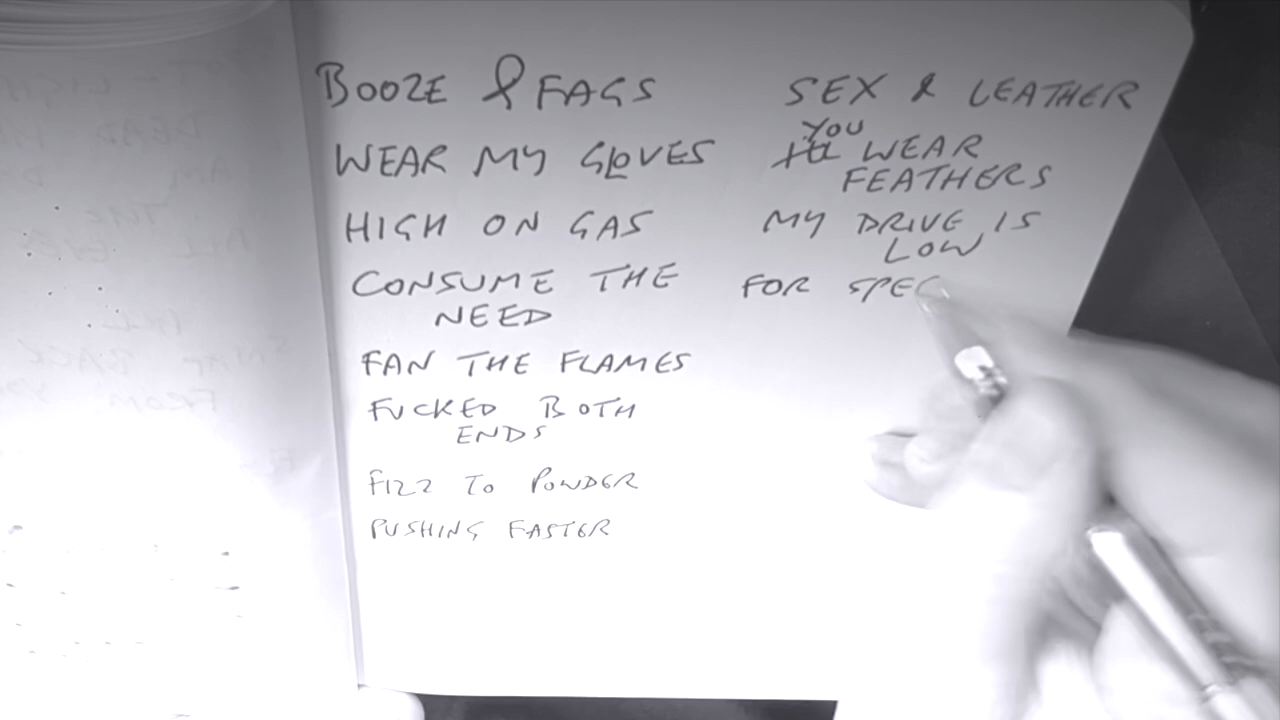 BOOZE & FAGS
WEAR MY GLOVES
HIGH ON GAS
CONSUME THE
NEED
FAN THE FLAMES
FUCKED BOTH
ENDS
FIZZ TO POWDER
PUSHING FASTER
SEX & LEATHER
YOU
WEAR
FEATHERS
MY DRIVE IS
LOW
FOR SPEC